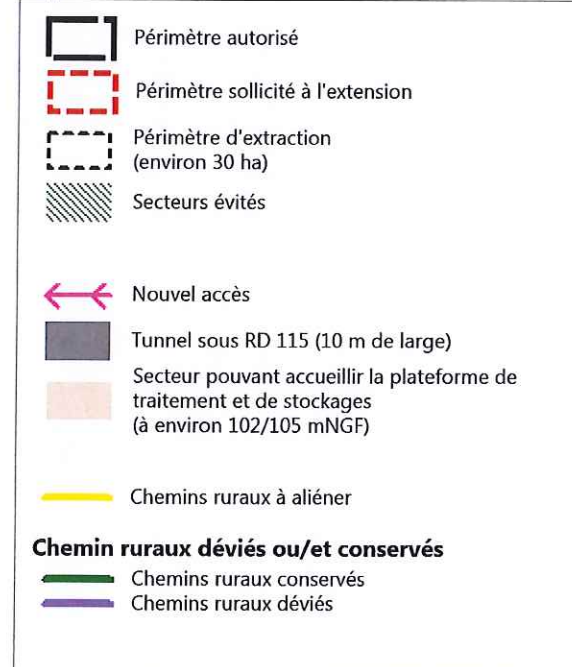 Périmètre autorisé
Périmètre sollicité à l'extension
Périmètre d'extraction
(environ 30 ha)
Secteurs évités
Nouvel accès
Tunnel sous RD 115 (10 m de large)
Secteur pouvant accueillir la plateforme de
traitement et de stockages
(à environ 102/105 mNGF)
Chemins ruraux à aliéner
Chemin ruraux déviés ou/et conservés
Chemins ruraux conservés
Chemins ruraux déviés